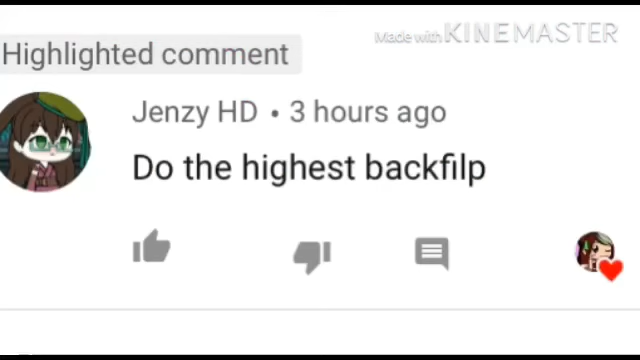 Made with KINEMASTER
Highlighted comment
Jenzy HD • 3 hours ago
Do the highest backfilp